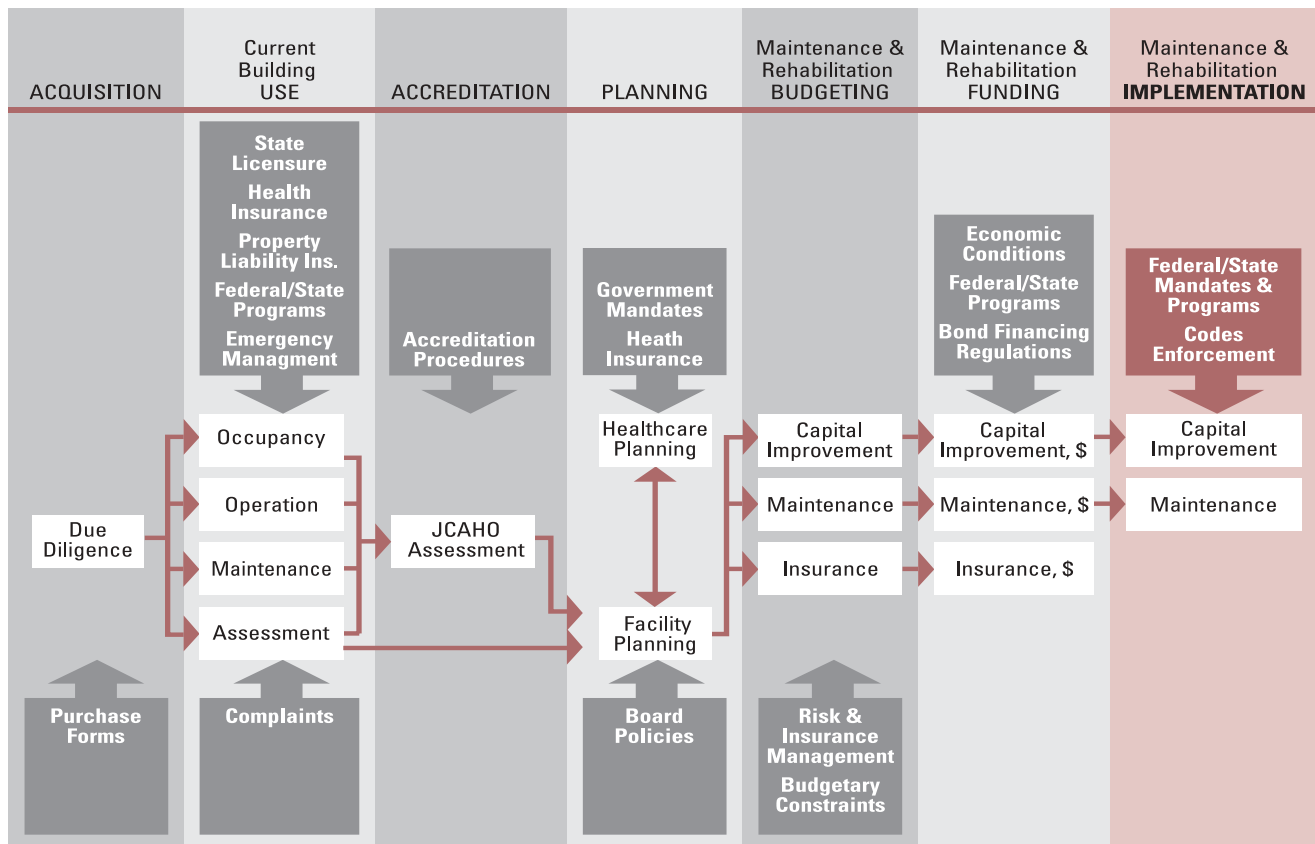 ACQUISITION
Current
Building
USE
ACCREDITATION
PLANNING
Maintenance &
Rehabilitation
BUDGETING
Maintenance &
Rehabilitation
FUNDING
Maintenance &
Rehabilitation
IMPLEMENTATION
State
Licensure
Health
Insurance
Property
Liability Ins.
Federal/State
Programs
Emergency
Managment
Accreditation
Procedures
Government
Mandates
Heath
Insurance
Economic
Conditions
Federal/State
Programs
Bond Financing
Regulations
Federal/State
Mandates &
Programs
Codes
Enforcement
Due
Diligence
Occupancy
Operation
Maintenance
Assessment
JCAHO
Assessment
Healthcare
Planning
Facility
Planning
Capital
Improvement
Maintenance
Insurance
Capital
Improvement, $
Maintenance, $
Insurance, $
Capital
Improvement
Maintenance
Purchase
Forms
Complaints
Board
Policies
Risk &
Insurance
Management
Budgetary
Constraints